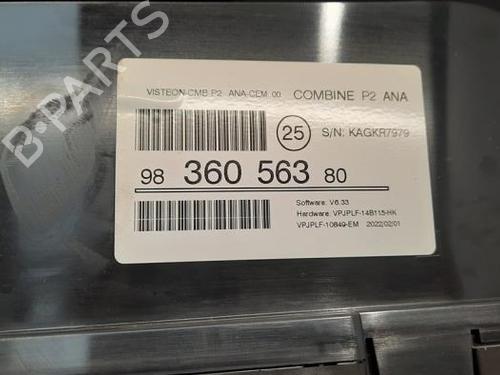 VISTEON-CMB P2 ANA-CEM 00
COMBINE P2 ANA
25
S/N: KAGKR7979
98 360 563 80
Software: V6.33
Hardware: VPJPLF-14B115-HK
VPJPLF-10849-EM 2022/02/01
B-PARTS